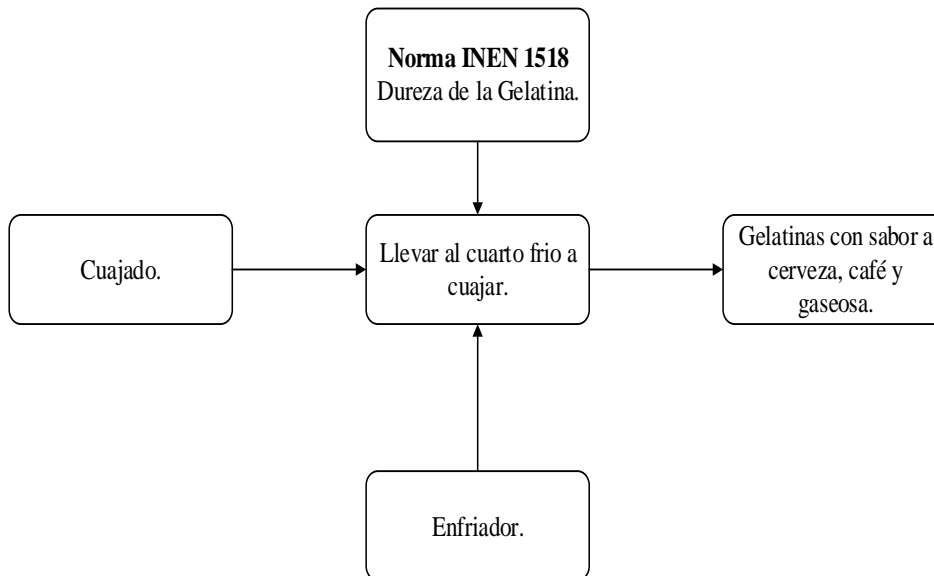 Norma INEN 1518
Dureza de la Gelatina.
Cuajado.
Llevar al cuarto frio a
cuajar.
Gelatinas con sabor a
cerveza, café y
gaseosa.
Enfriador.